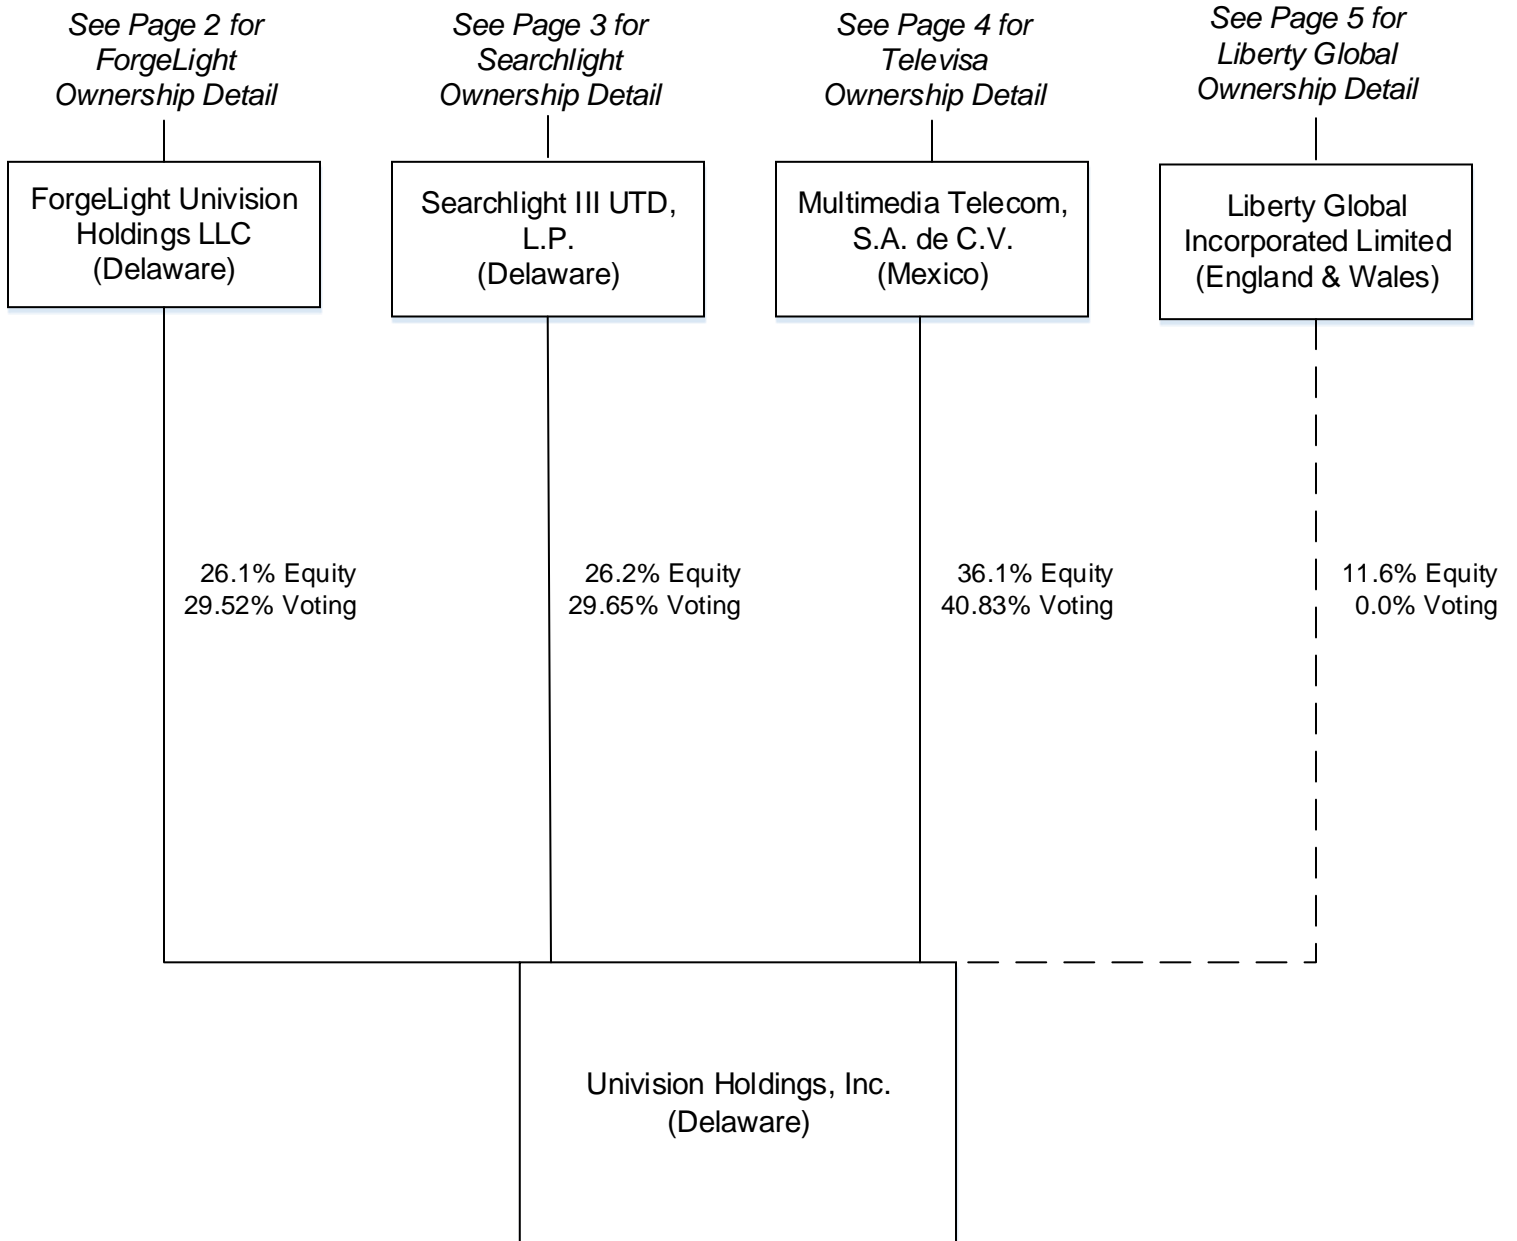 See Page 2 for
ForgeLight
Ownership Detail
See Page 3 for
Searchlight
Ownership Detail
See Page 4 for
Televisa
Ownership Detail
See Page 5 for
Liberty Global
Ownership Detail
ForgeLight Univision
Holdings LLC
(Delaware)
Searchlight III UTD,
L.P.
(Delaware)
Multimedia Telecom,
S.A. de C.V.
(Mexico)
Liberty Global
Incorporated Limited
(England & Wales)
26.1% Equity
29.52% Voting
26.2% Equity
29.65% Voting
36.1% Equity
40.83% Voting
11.6% Equity
0.0% Voting
Univision Holdings, Inc.
(Delaware)